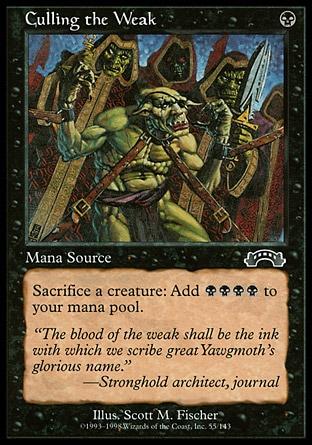 Culling the Weak
Mana Source
Sacrifice a creature: Add to
your mana pool.
“The blood of the weak shall be the ink
with which we scribe great Yawgmoth’s
glorious name.”
—Stronghold architect, journal
Illus. Scott M. Fischer
©1993-1998 Wizards of the Coast, Inc. 55/143